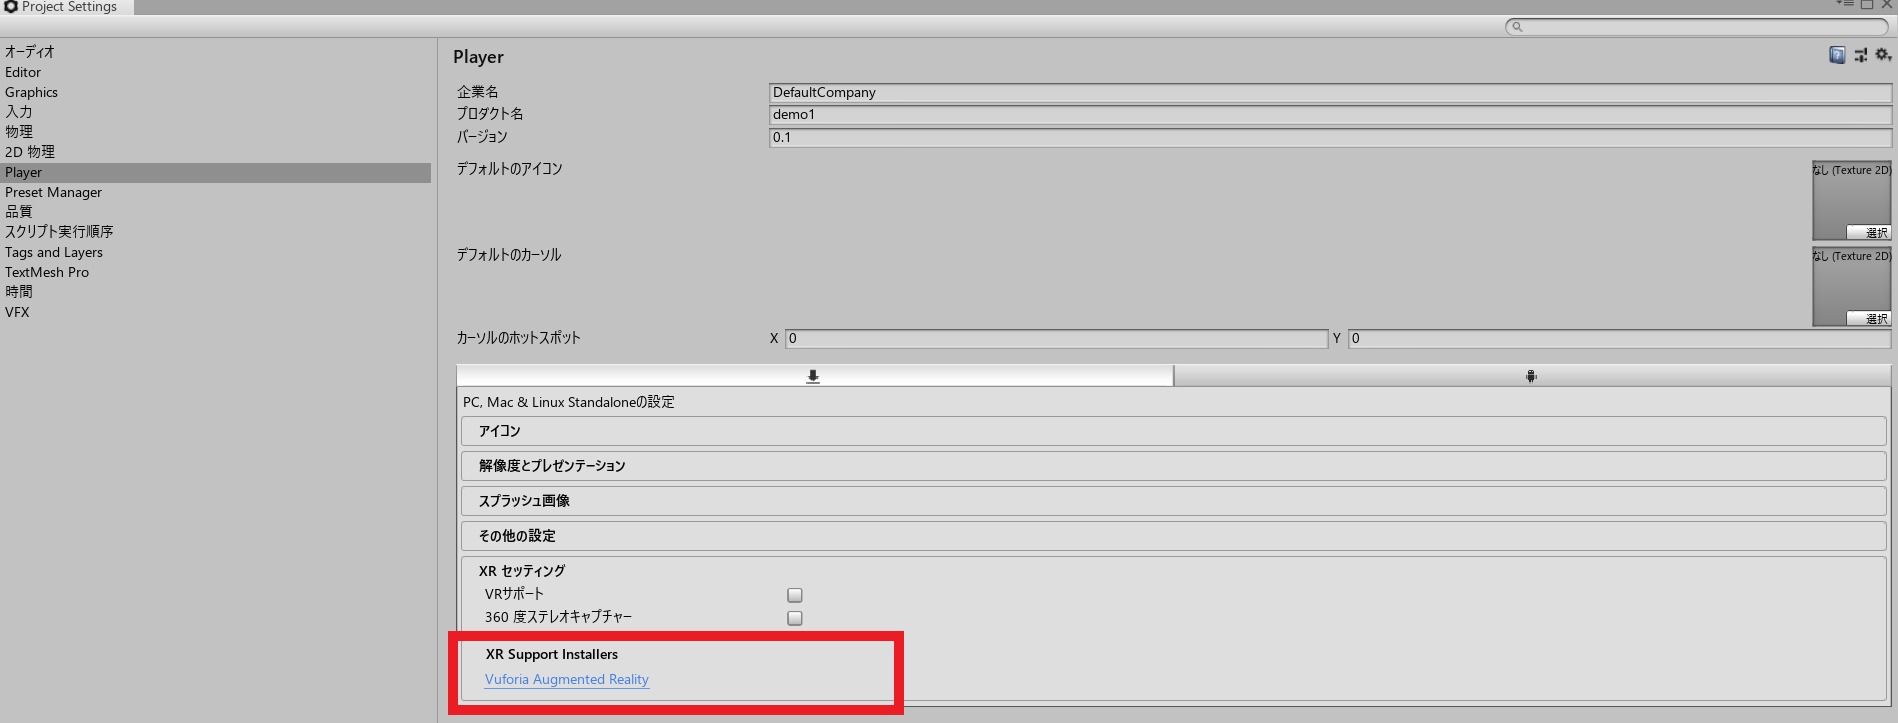 Project Settings
オーディオ
Editor
Graphics
入力
物理
2D 物理
Player
Preset Manager
品質
スクリプト実行順序
Tags and Layers
TextMesh Pro
時間
VFX
Player
企業名 DefaultCompany
プロダクト名 demo1
バージョン 0.1
デフォルトのアイコン
なし (Texture 2D)
選択
デフォルトのカーソル
なし (Texture 2D)
選択
カーソルのホットスポット X 0 Y 0
PC, Mac & Linux Standaloneの設定
アイコン
解像度とプレゼンテーション
スプラッシュ画像
その他の設定
XR セッティング
VRサポート
360 度ステレオキャプチャー
XR Support Installers
Vuforia Augmented Reality